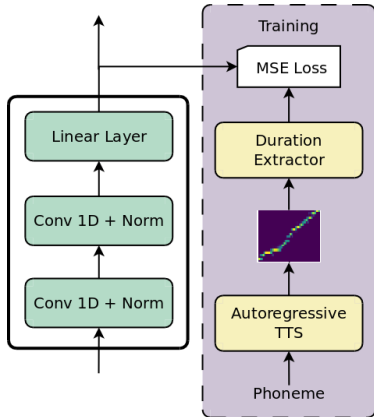 Training
MSE Loss
Linear Layer
Duration
Extractor
Conv 1D + Norm
Conv 1D + Norm
Autoregressive
TTS
Phoneme